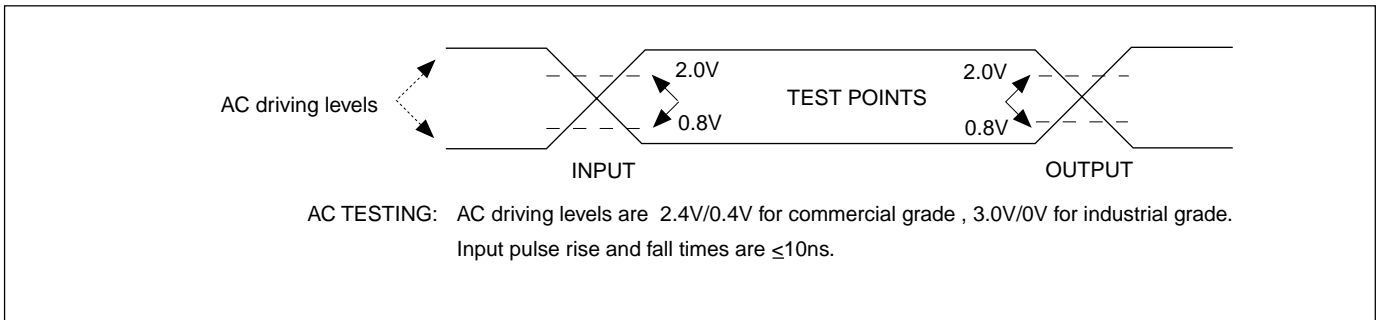 2.0V
2.0V
AC driving levels
TEST POINTS
0.8V
0.8V
INPUT
OUTPUT
AC TESTING: AC driving levels are 2.4V/0.4V for commercial grade , 3.0V/0V for industrial grade.
Input pulse rise and fall times are ≤10ns.